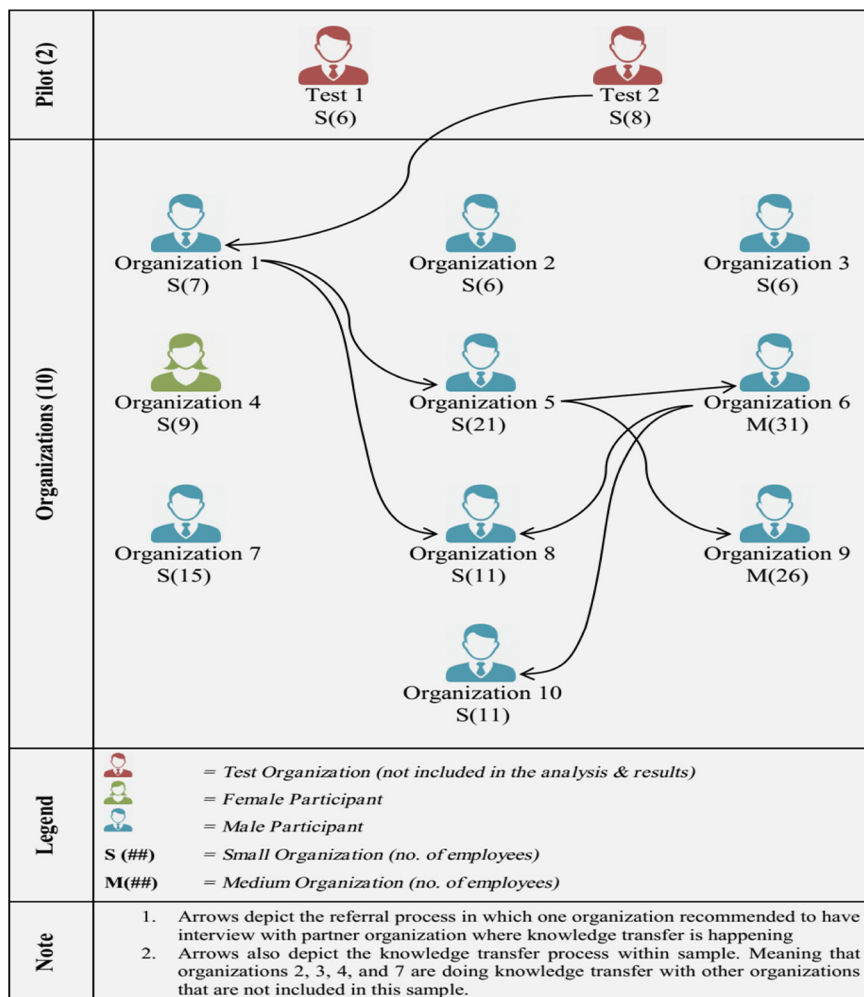 Pilot (2)
Test 1
S(6)
Test 2
S(8)
Organizations (10)
Organization 1
S(7)
Organization 2
S(6)
Organization 3
S(6)
Organization 4
S(9)
Organization 5
S(21)
Organization 6
M(31)
Organization 7
S(15)
Organization 8
S(11)
Organization 9
M(26)
Organization 10
S(11)
Legend
= Test Organization (not included in the analysis & results)
= Female Participant
= Male Participant
S (##) = Small Organization (no. of employees)
M(##) = Medium Organization (no. of employees)
Note
1. Arrows depict the referral process in which one organization recommended to have
interview with partner organization where knowledge transfer is happening
2. Arrows also depict the knowledge transfer process within sample. Meaning that
organizations 2, 3, 4, and 7 are doing knowledge transfer with other organizations
that are not included in this sample.